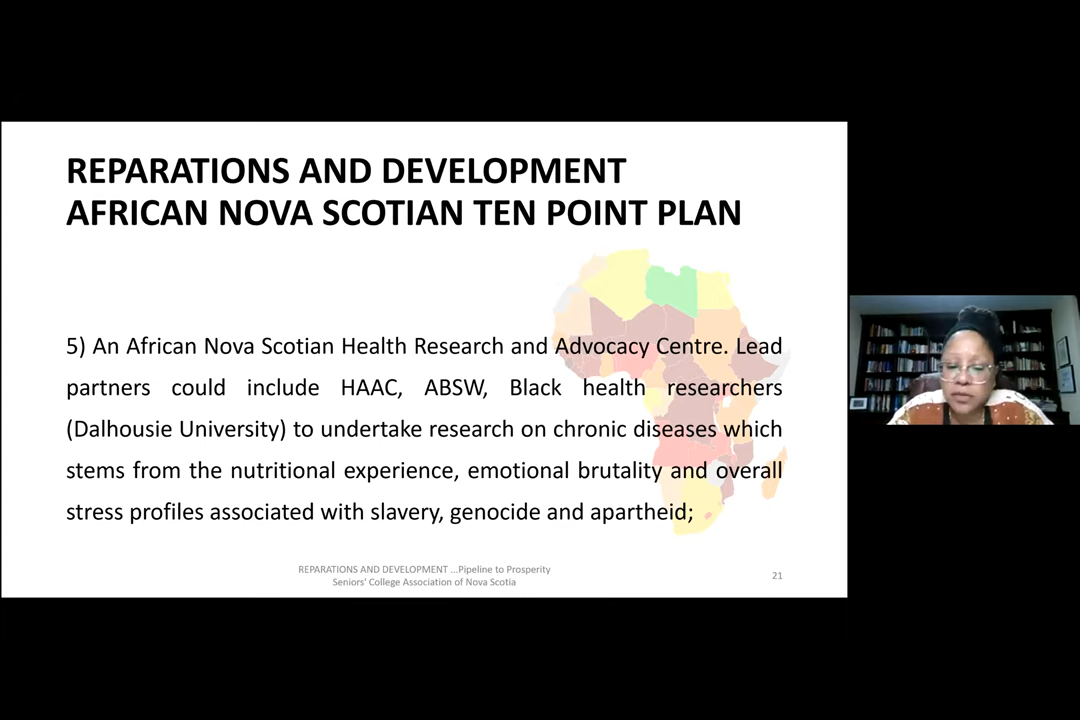 REPARATIONS AND DEVELOPMENT
AFRICAN NOVA SCOTIAN TEN POINT PLAN
5) An African Nova Scotian Health Research and Advocacy Centre. Lead
partners could include HAAC, ABSW, Black health researchers
(Dalhousie University) to undertake research on chronic diseases which
stems from the nutritional experience, emotional brutality and overall
stress profiles associated with slavery, genocide and apartheid;
REPARATIONS AND DEVELOPMENT ...Pipeline to Prosperity
Seniors' College Association of Nova Scotia
21